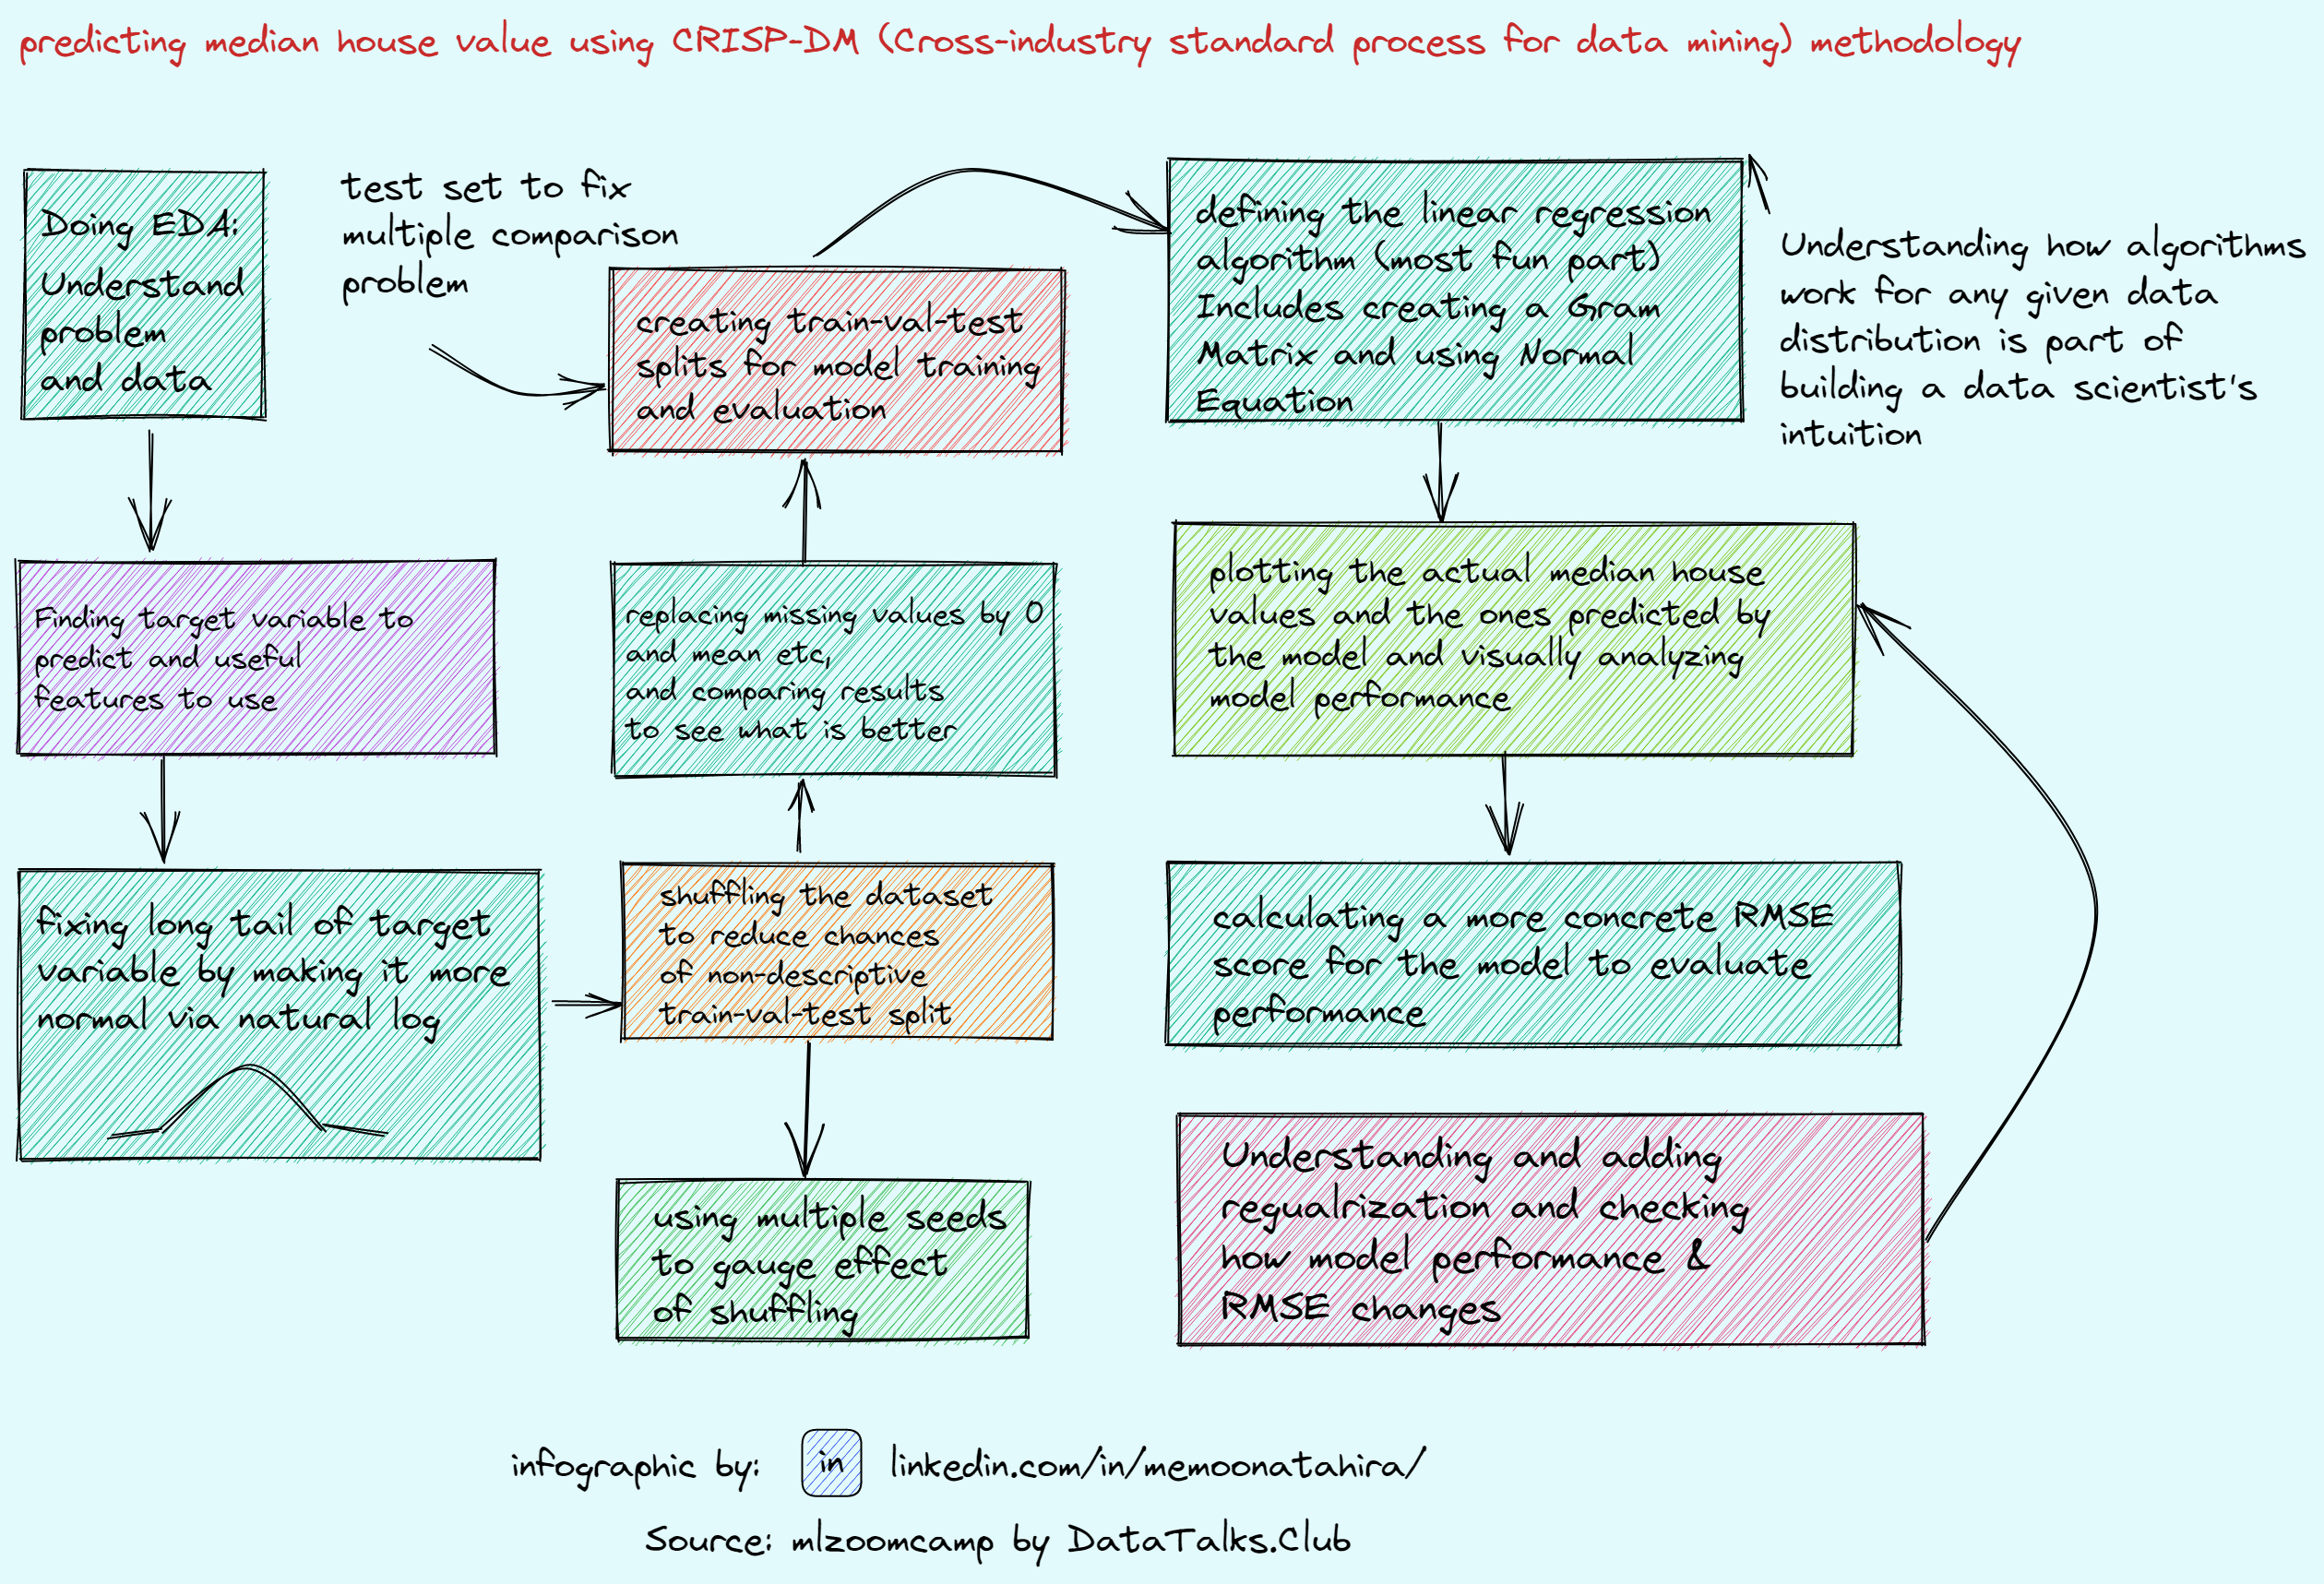 predicting median house value using CRISP-DM (Cross-industry standard process for data mining) methodology
Doing EDA:
Understand
problem
and data
Finding target variable to
predict and useful
features to use
fixing long tail of target
variable by making it more
normal via natural log
test set to fix
multiple comparison
problem
creating train-val-test
splits for model training
and evaluation
replacing missing values by 0
and mean etc,
and comparing results
to see what is better
shuffling the dataset
to reduce chances
of non-descriptive
train-val-test split
using multiple seeds
to gauge effect
of shuffling
defining the linear regression
algorithm (most fun part)
Includes creating a Gram
Matrix and using Normal
Equation
Understanding how algorithms
work for any given data
distribution is part of
building a data scientist's
intuition
plotting the actual median house
values and the ones predicted by
the model and visually analyzing
model performance
calculating a more concrete RMSE
score for the model to evaluate
performance
Understanding and adding
regualrization and checking
how model performance &
RMSE changes
infographic by: in linkedin.com/in/memoonatahira/
Source: mlzoomcamp by DataTalks.Club